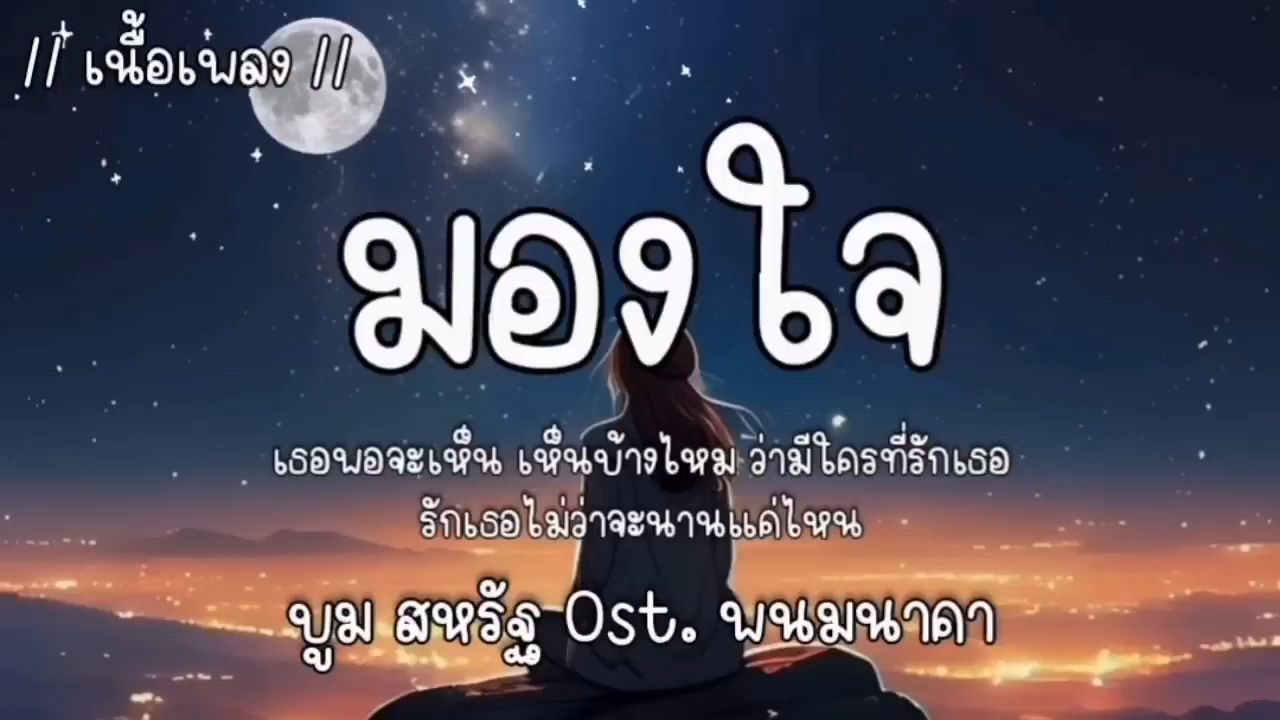 // เนื้อเพลง //
มองใจ
เธอพอจะเห็น เห็นบ้างไหม ว่ามีใครที่รักเธอ
รักเธอไม่ว่าจะนานแค่ไหน
บูม สหรัฐ Ost. พนมนาคา